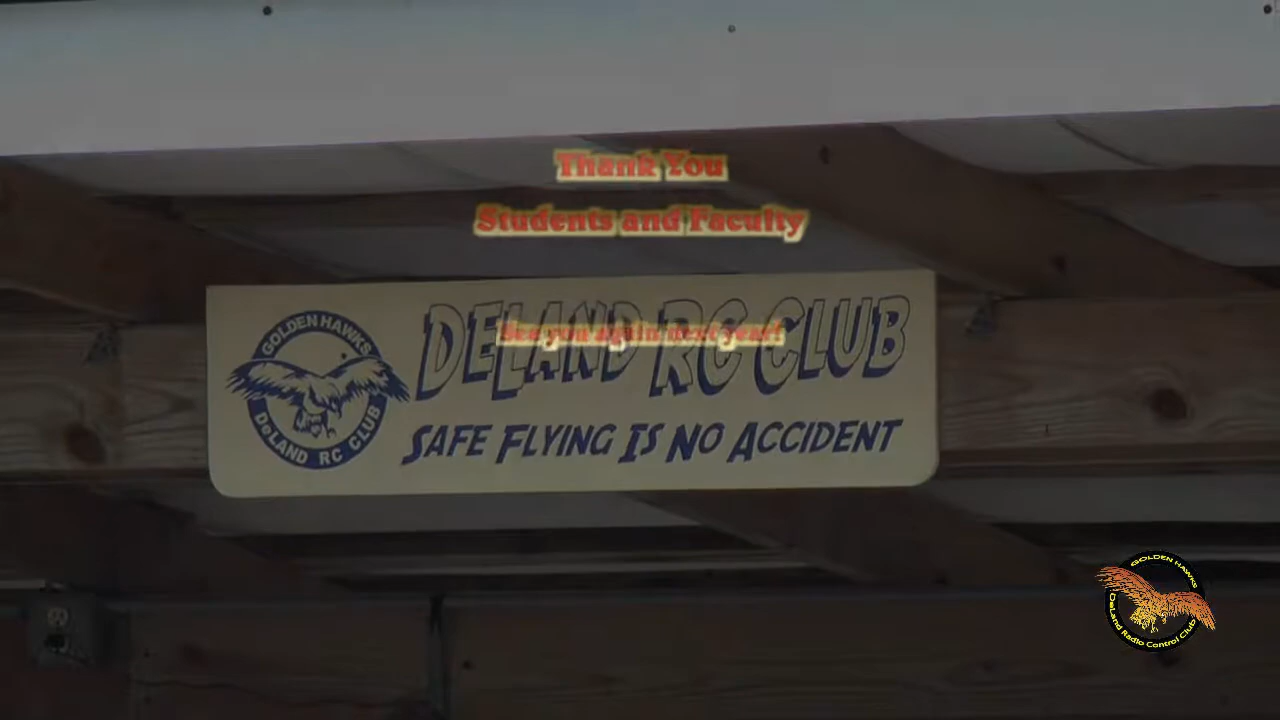 Thank You
Students and Faculty
See you again next year!
DELAND RC CLUB
SAFE FLYING IS NO ACCIDENT
GOLDEN HAWKS
DeLAND RC CLUB
GOLDEN HAWKS
DeLand Radio Control Club